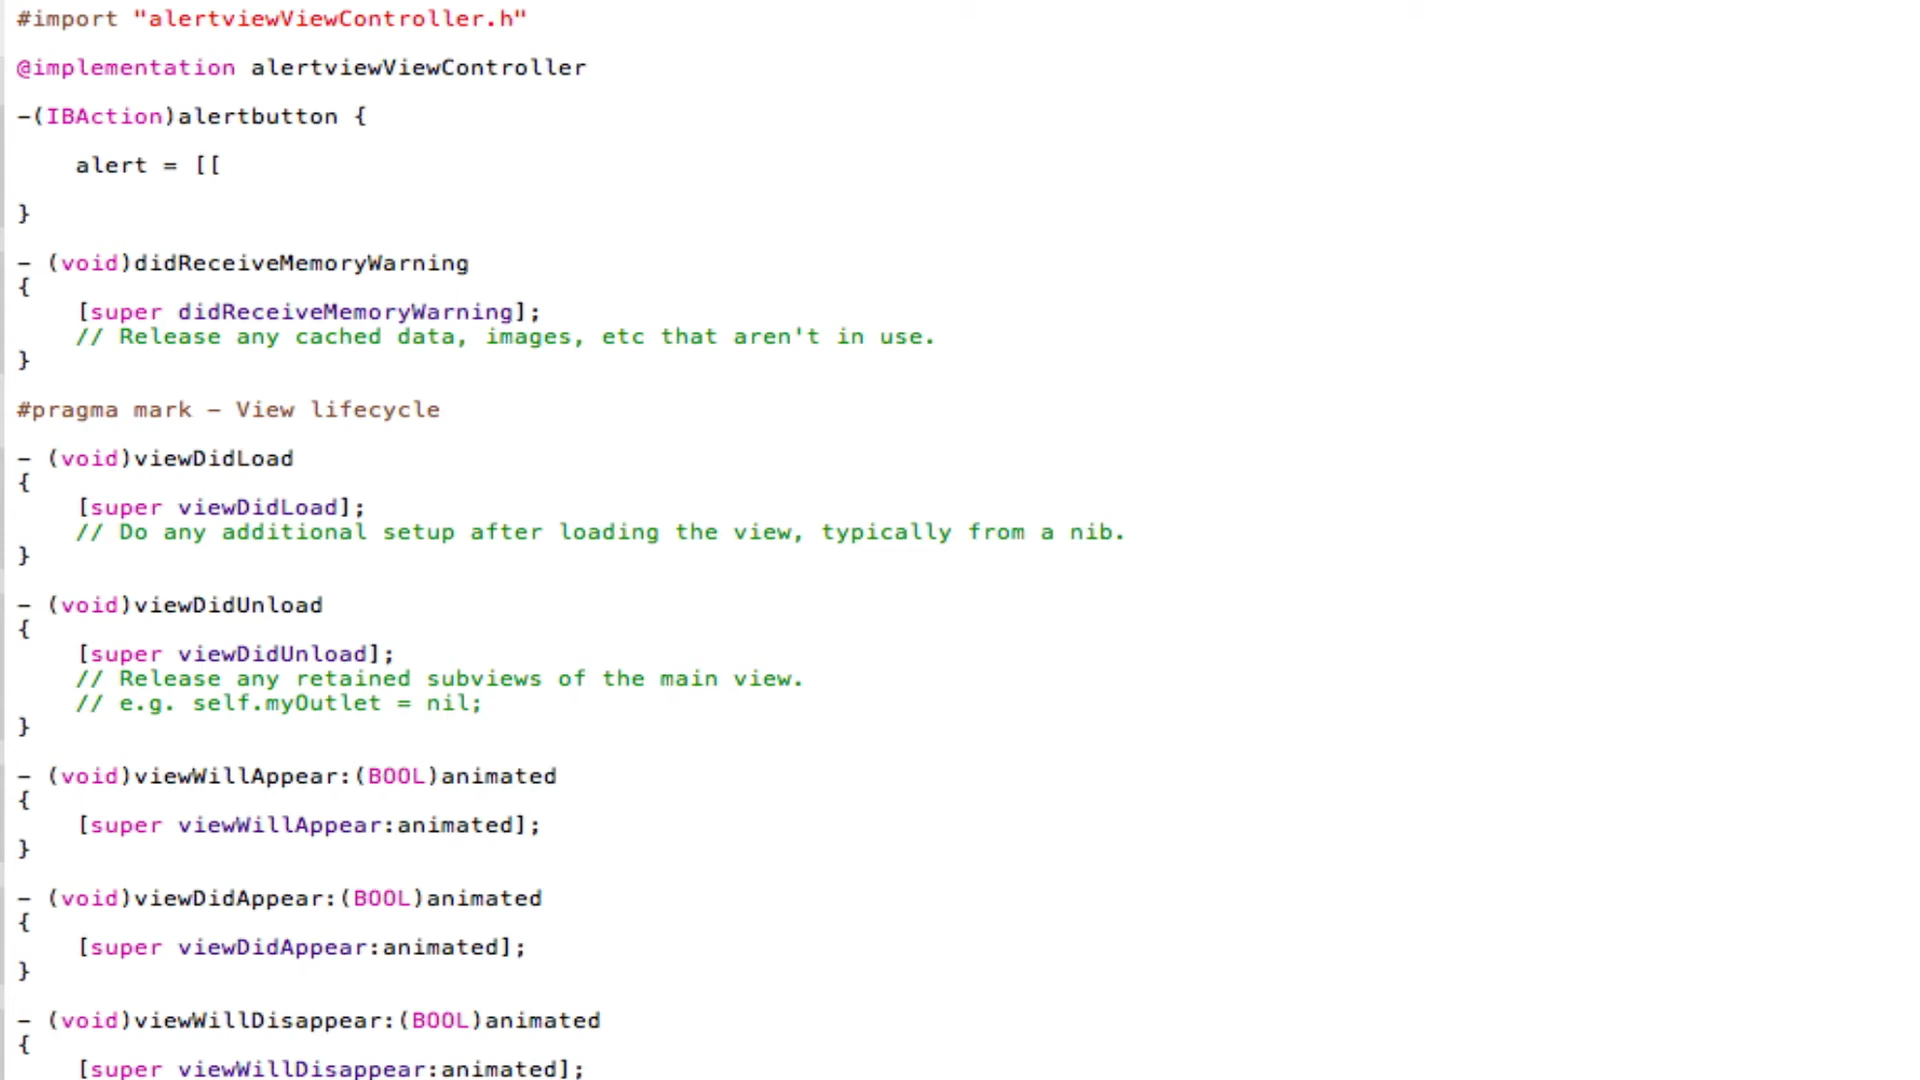 #import "alertviewViewController.h"
@implementation alertviewViewController
-(IBAction)alertbutton {
alert = [[
}
- (void)didReceiveMemoryWarning
{
[super didReceiveMemoryWarning];
// Release any cached data, images, etc that aren't in use.
}
#pragma mark - View lifecycle
- (void)viewDidLoad
{
[super viewDidLoad];
// Do any additional setup after loading the view, typically from a nib.
}
- (void)viewDidUnload
{
[super viewDidUnload];
// Release any retained subviews of the main view.
// e.g. self.myOutlet = nil;
}
- (void)viewWillAppear:(BOOL)animated
{
[super viewWillAppear:animated];
}
- (void)viewDidAppear:(BOOL)animated
{
[super viewDidAppear:animated];
}
- (void)viewWillDisappear:(BOOL)animated
{
[super viewWillDisappear:animated];